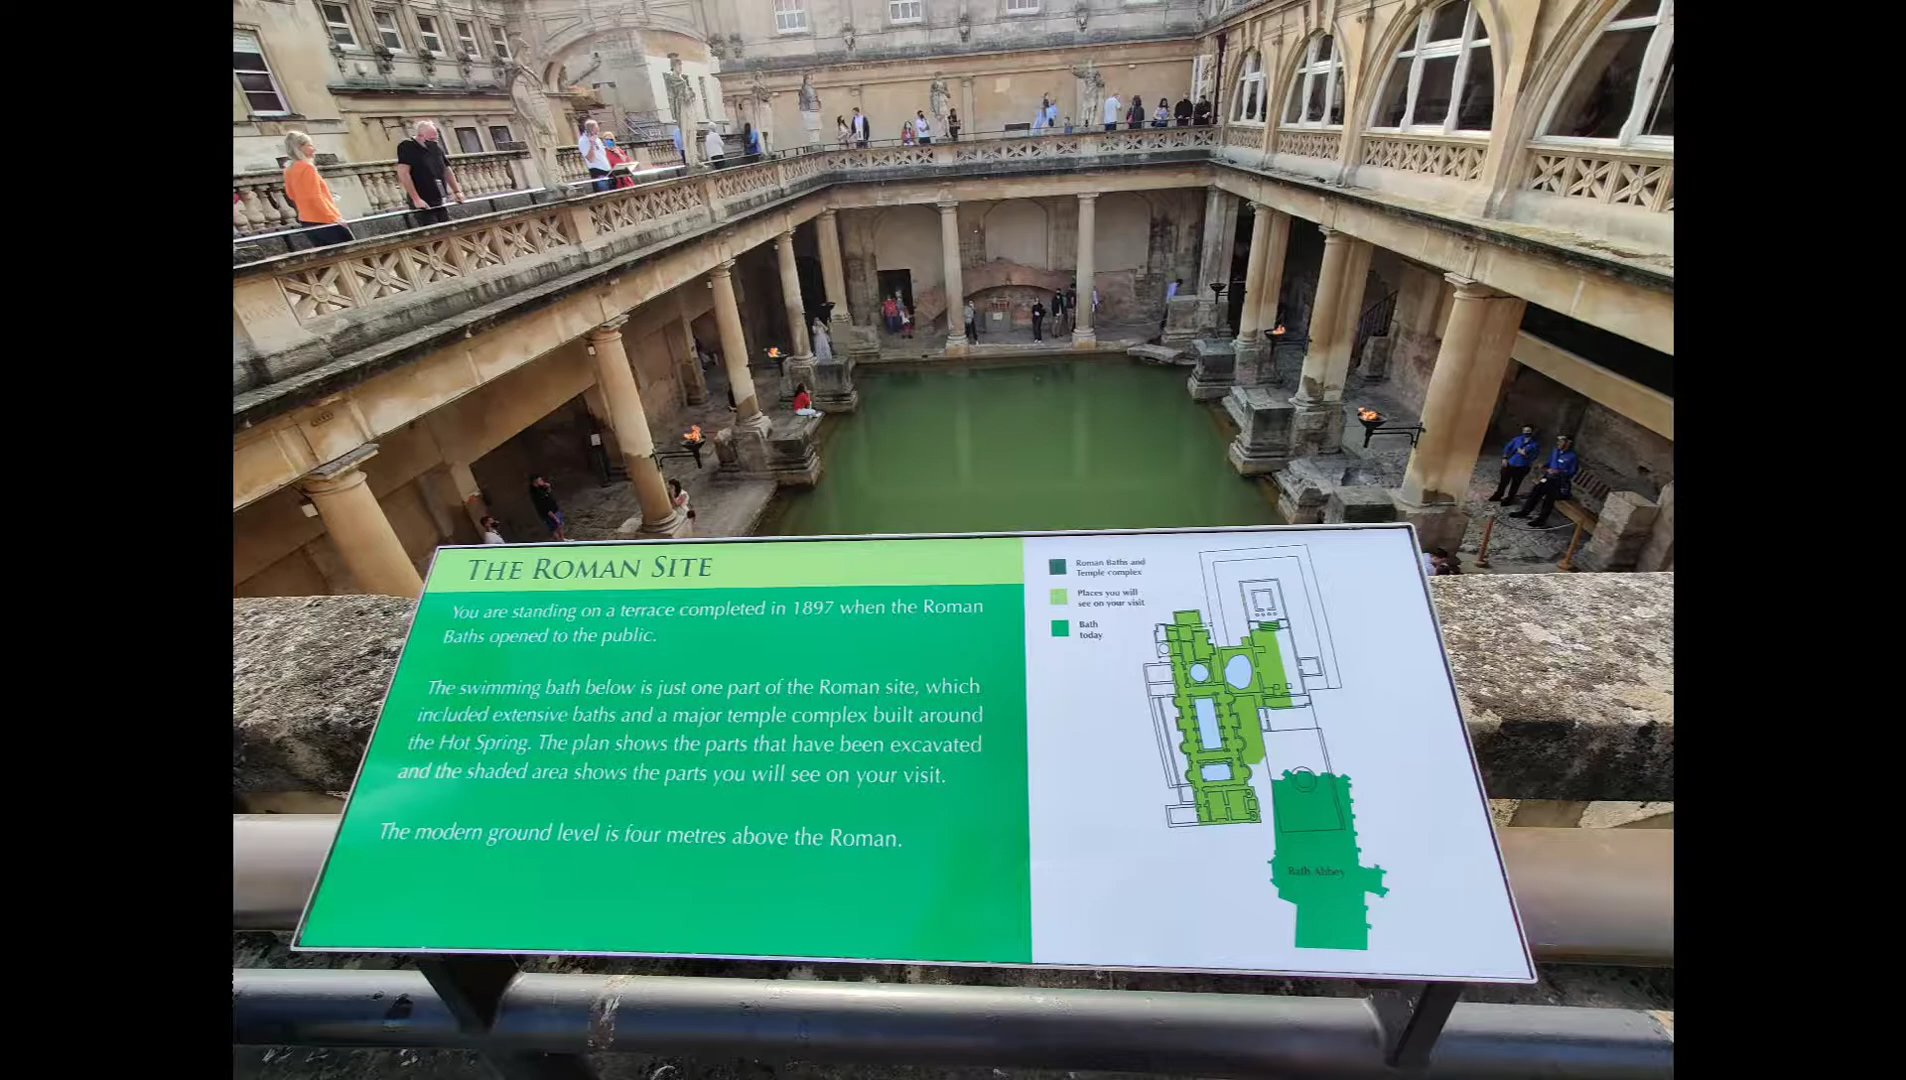 THE ROMAN SITE
You are standing on a terrace completed in 1897 when the Roman
Baths opened to the public.
The swimming bath below is just one part of the Roman site, which
included extensive baths and a major temple complex built around
the Hot Spring. The plan shows the parts that have been excavated
and the shaded area shows the parts you will see on your visit.
The modern ground level is four metres above the Roman.
Roman Baths and
Temple complex
Places you will
see on your visit
Bath
today
Bath Abbey